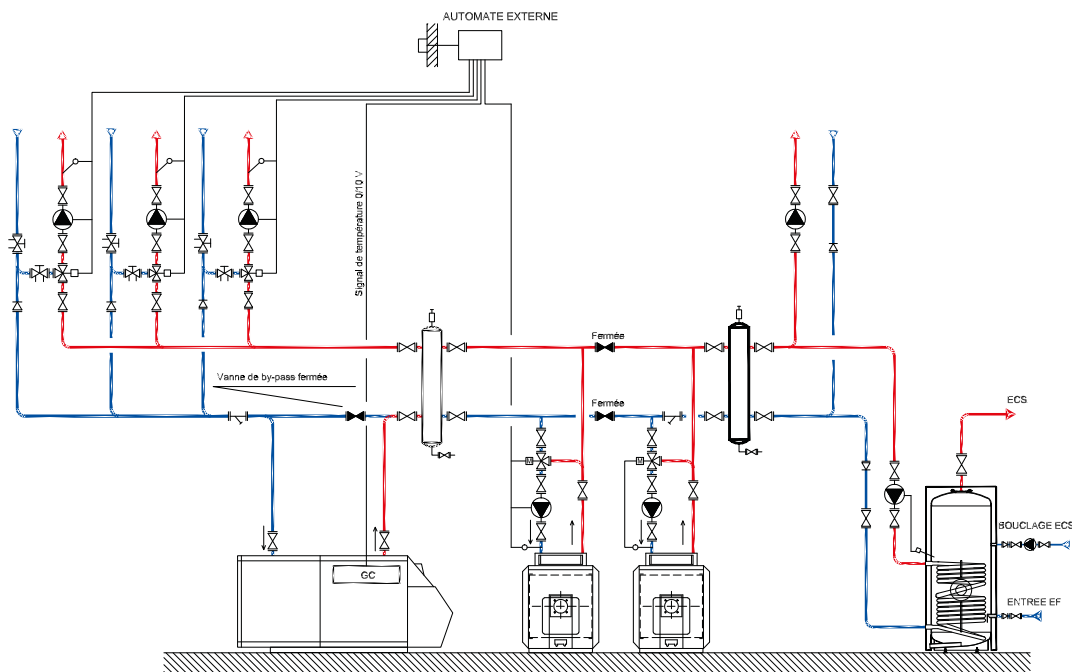 AUTOMATE EXTERNE
Signal de température 0/10 V
Fermée
Vanne de by-pass fermée
Fermée
ECS
BOUCLAGE ECS
GC
ENTREE EF